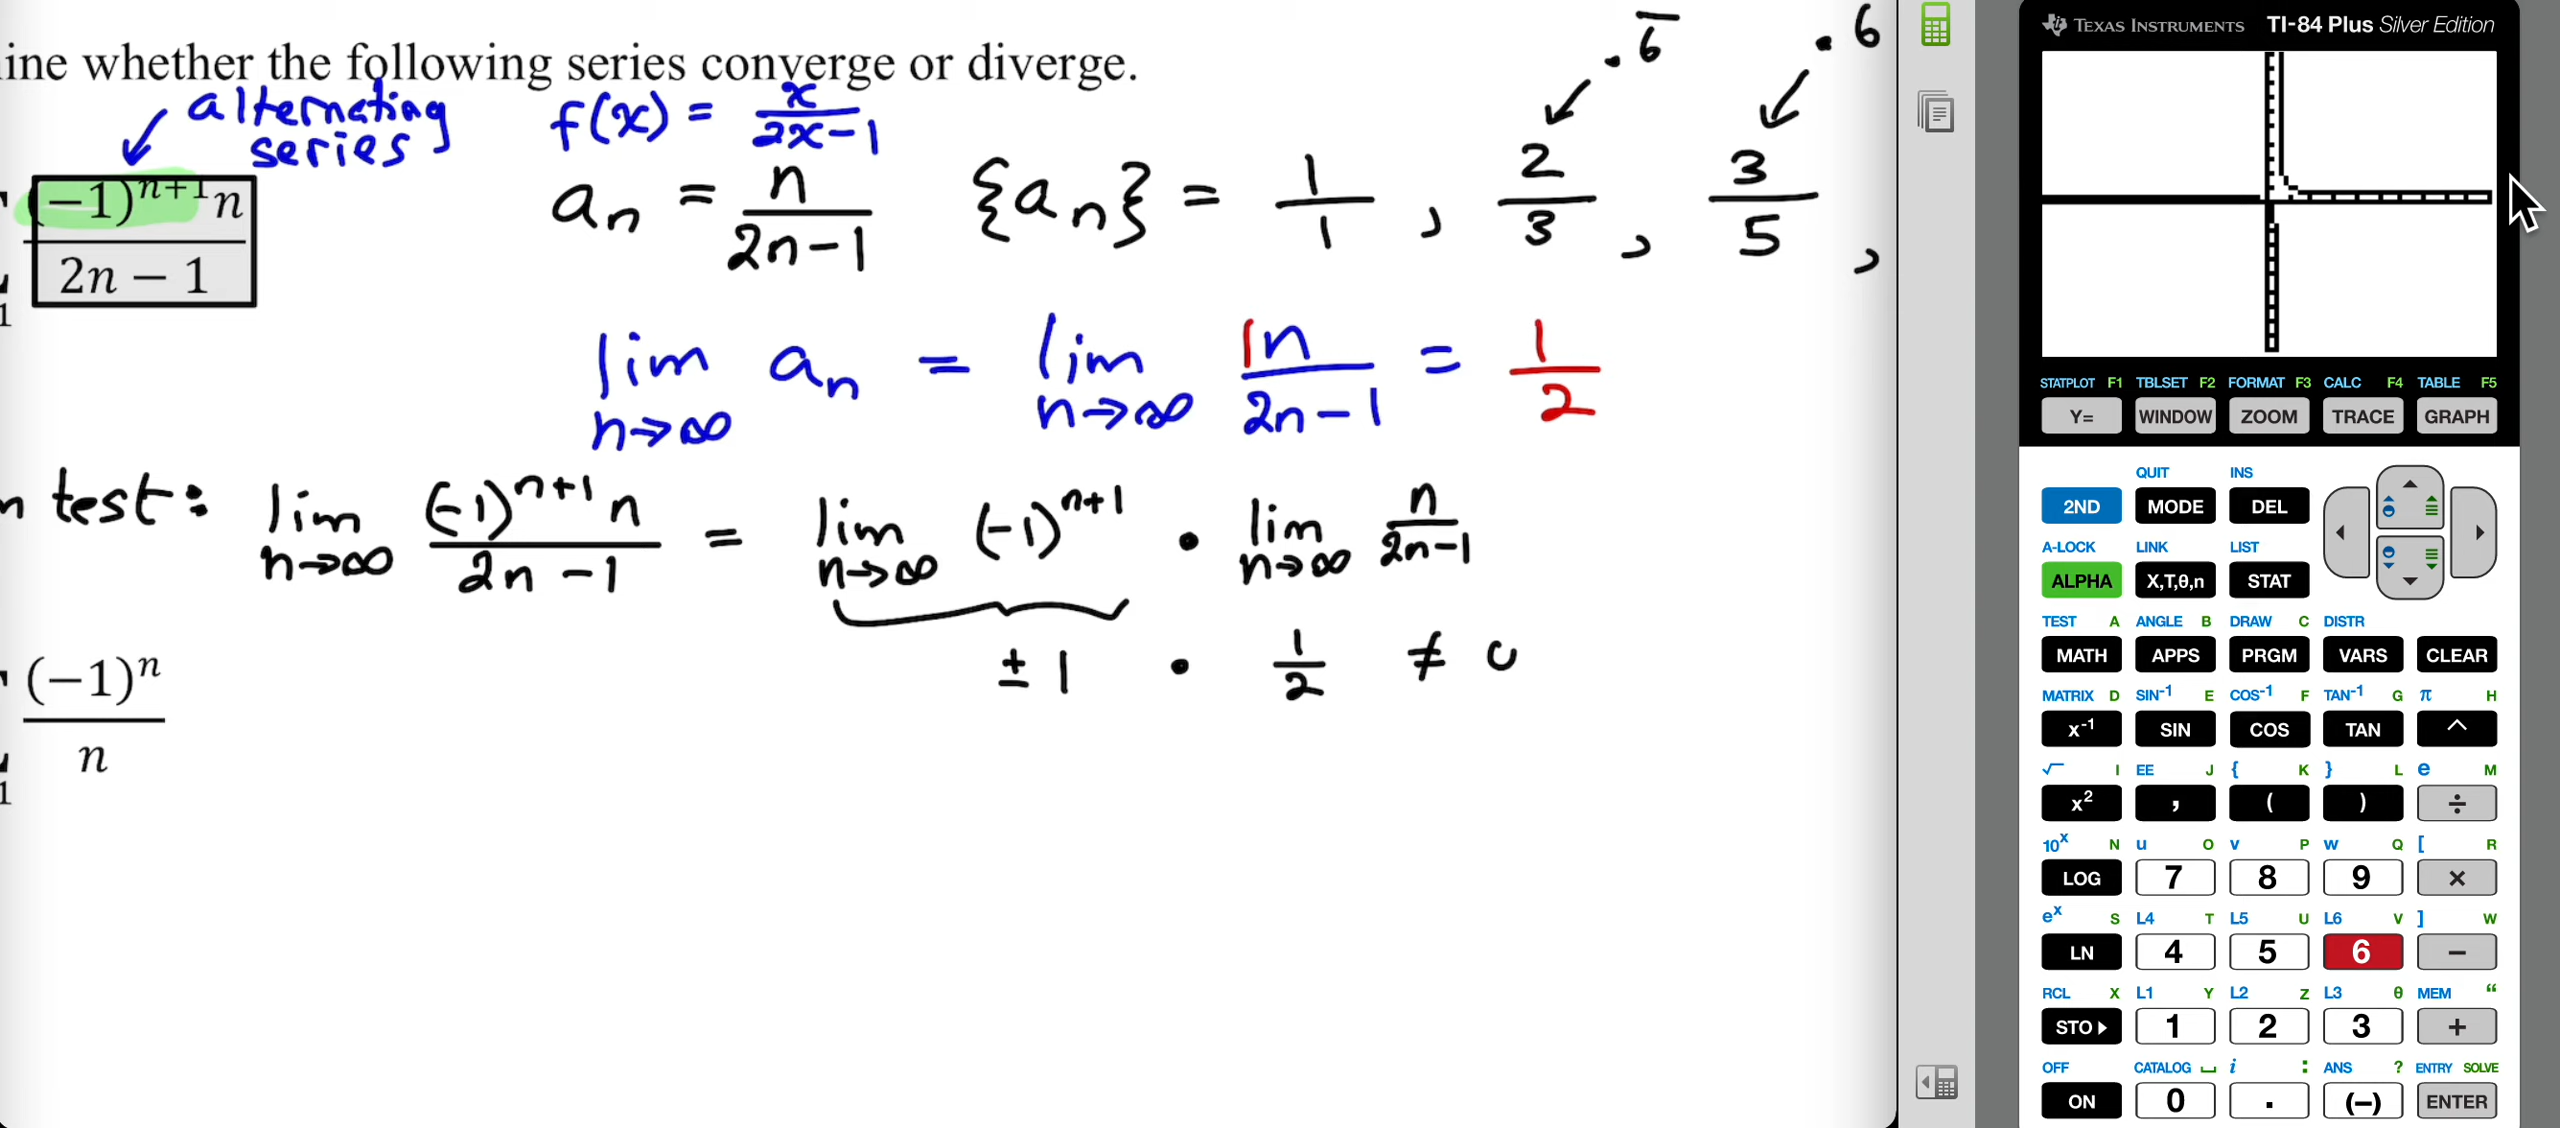 ine whether the following series converge or diverge.
.6̅
.6
alternating
series
f(x) = x/(2x-1)
(−1)^{n+1}n
2n − 1
1
a_n = n/(2n-1)
{a_n} = 1/1 , 2/3 , 3/5 ,
lim_{n→∞} a_n = lim_{n→∞} 1n/(2n-1) = 1/2
n test: lim_{n→∞} (-1)^{n+1} n/(2n-1) = lim_{n→∞} (-1)^{n+1} • lim_{n→∞} n/(2n-1)
± 1 • 1/2 ≠ 0
(−1)^n
n
1
TEXAS INSTRUMENTS TI-84 Plus Silver Edition
STATPLOT F1 TBLSET F2 FORMAT F3 CALC F4 TABLE F5
Y= WINDOW ZOOM TRACE GRAPH
QUIT INS
2ND MODE DEL
A-LOCK LINK LIST
ALPHA X,T,θ,n STAT
TEST A ANGLE B DRAW C DISTR
MATH APPS PRGM VARS CLEAR
MATRIX D SIN⁻¹ E COS⁻¹ F TAN⁻¹ G π H
x⁻¹ SIN COS TAN ^
√ I EE J { K } L e M
x² , ( ) ÷
10ˣ N u O v P w Q [ R
LOG 7 8 9 ×
eˣ S L4 T L5 U L6 V ] W
LN 4 5 6 −
RCL X L1 Y L2 Z L3 θ MEM “
STO▸ 1 2 3 +
OFF CATALOG ⎵ i : ANS ? ENTRY SOLVE
ON 0 . (−) ENTER